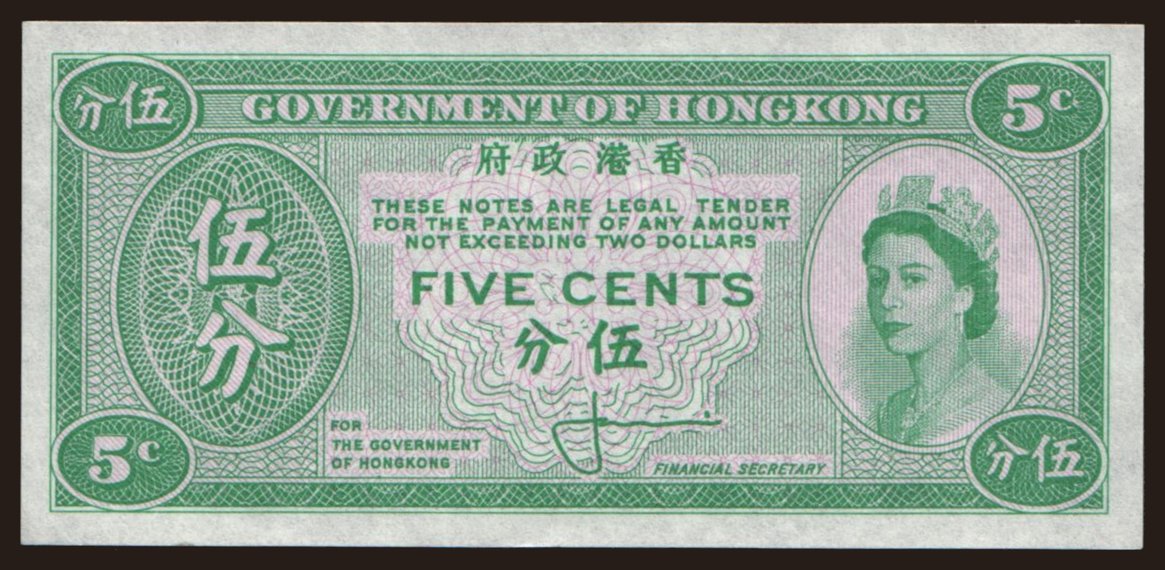 分伍
GOVERNMENT OF HONGKONG
5c
府政港香
伍分
THESE NOTES ARE LEGAL TENDER
FOR THE PAYMENT OF ANY AMOUNT
NOT EXCEEDING TWO DOLLARS
FIVE CENTS
分伍
FOR
THE GOVERNMENT
OF HONGKONG
FINANCIAL SECRETARY
5c
分伍